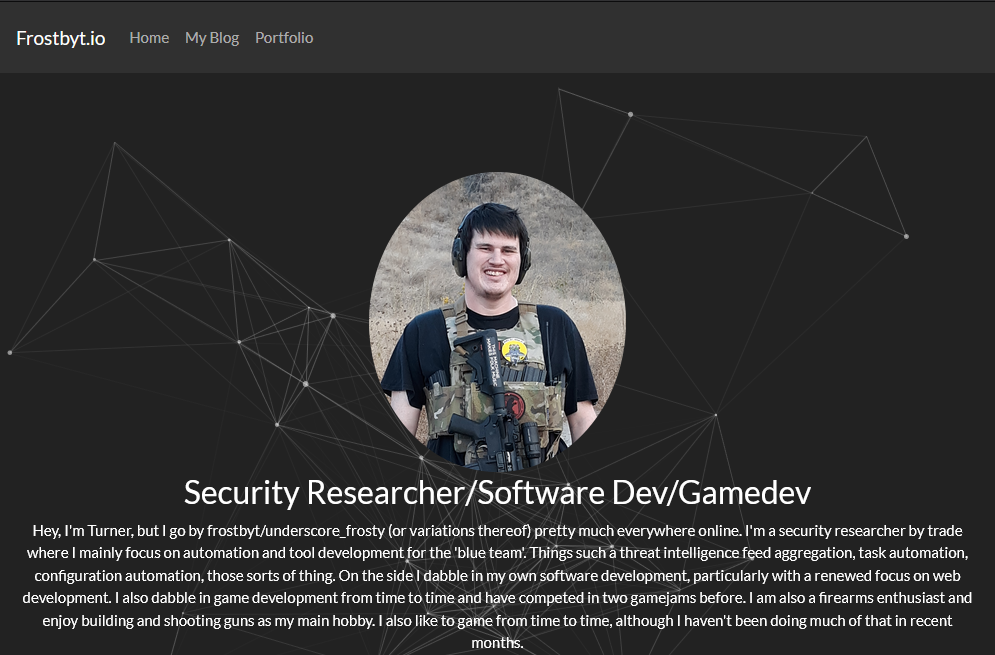 Frostbyt.io Home My Blog Portfolio
Security Researcher/Software Dev/Gamedev
Hey, I'm Turner, but I go by frostbyt/underscore_frosty (or variations thereof) pretty much everywhere online. I'm a security researcher by trade
where I mainly focus on automation and tool development for the 'blue team'. Things such a threat intelligence feed aggregation, task automation,
configuration automation, those sorts of thing. On the side I dabble in my own software development, particularly with a renewed focus on web
development. I also dabble in game development from time to time and have competed in two gamejams before. I am also a firearms enthusiast and
enjoy building and shooting guns as my main hobby. I also like to game from time to time, although I haven't been doing much of that in recent
months.